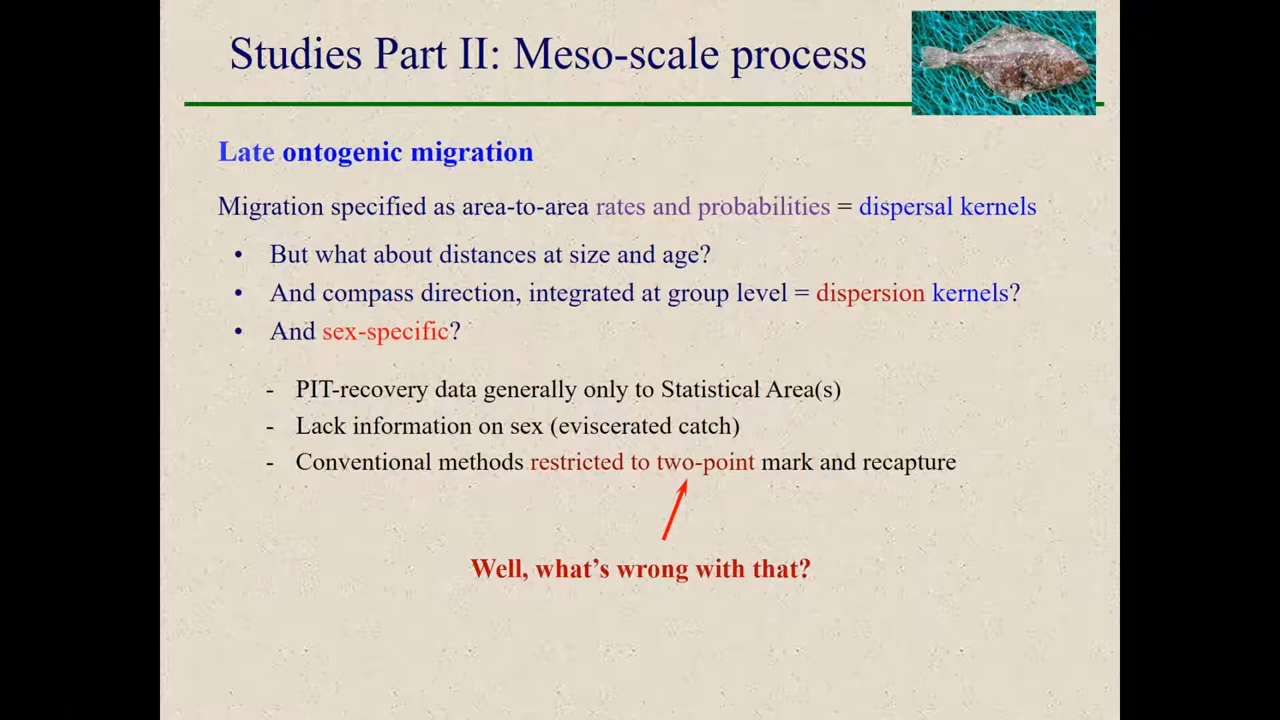 Studies Part II: Meso-scale process
Late ontogenic migration
Migration specified as area-to-area rates and probabilities = dispersal kernels
• But what about distances at size and age?
• And compass direction, integrated at group level = dispersion kernels?
• And sex-specific?
- PIT-recovery data generally only to Statistical Area(s)
- Lack information on sex (eviscerated catch)
- Conventional methods restricted to two-point mark and recapture
Well, what's wrong with that?